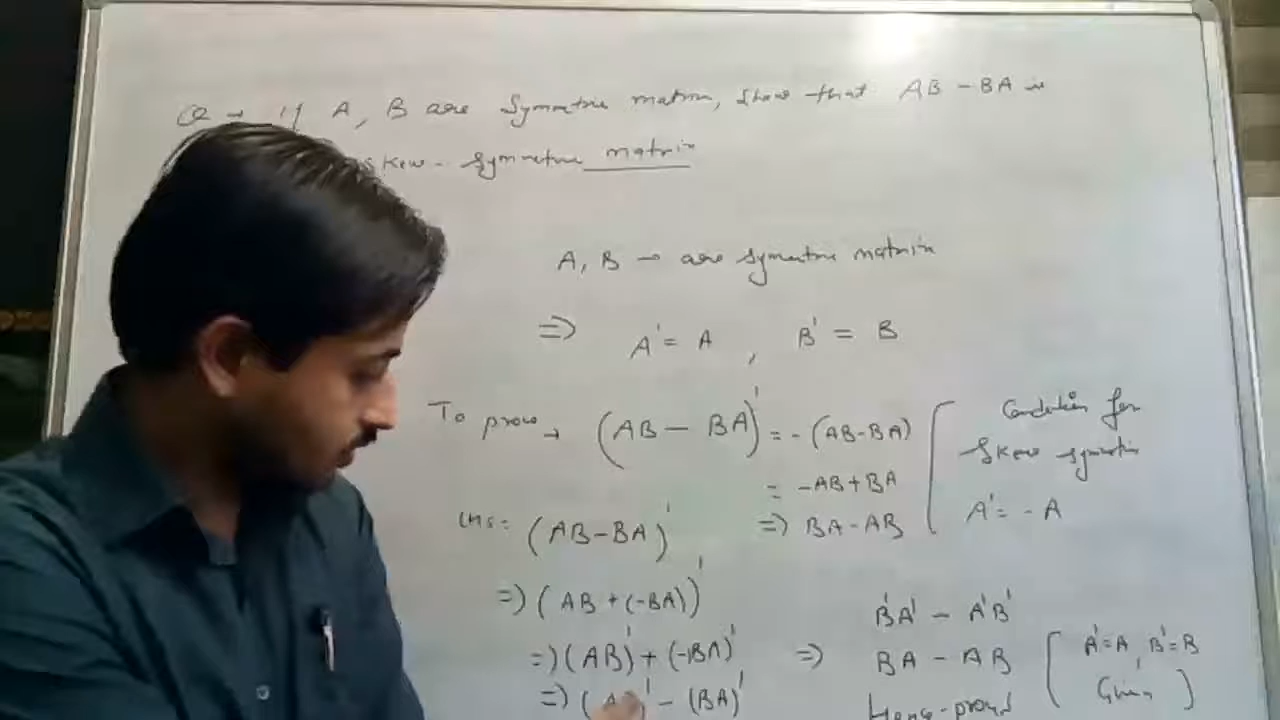 Q → If A, B are Symmetric matrix, show that AB - BA is
skew - symmetric matrix
A, B → are symmetric matrix
⇒ A' = A , B' = B
To prove → (AB - BA)' = - (AB-BA)
= -AB+BA
⇒ BA - AB
Condition for
Skew symmetric
A' = - A
LHS = (AB-BA)'
⇒ (AB + (-BA))'
⇒ (AB)' + (-BA)'
⇒ (A )' - (BA)'
B'A' - A'B'
⇒ BA - AB
A'=A, B'=B
Given
Henc-proved